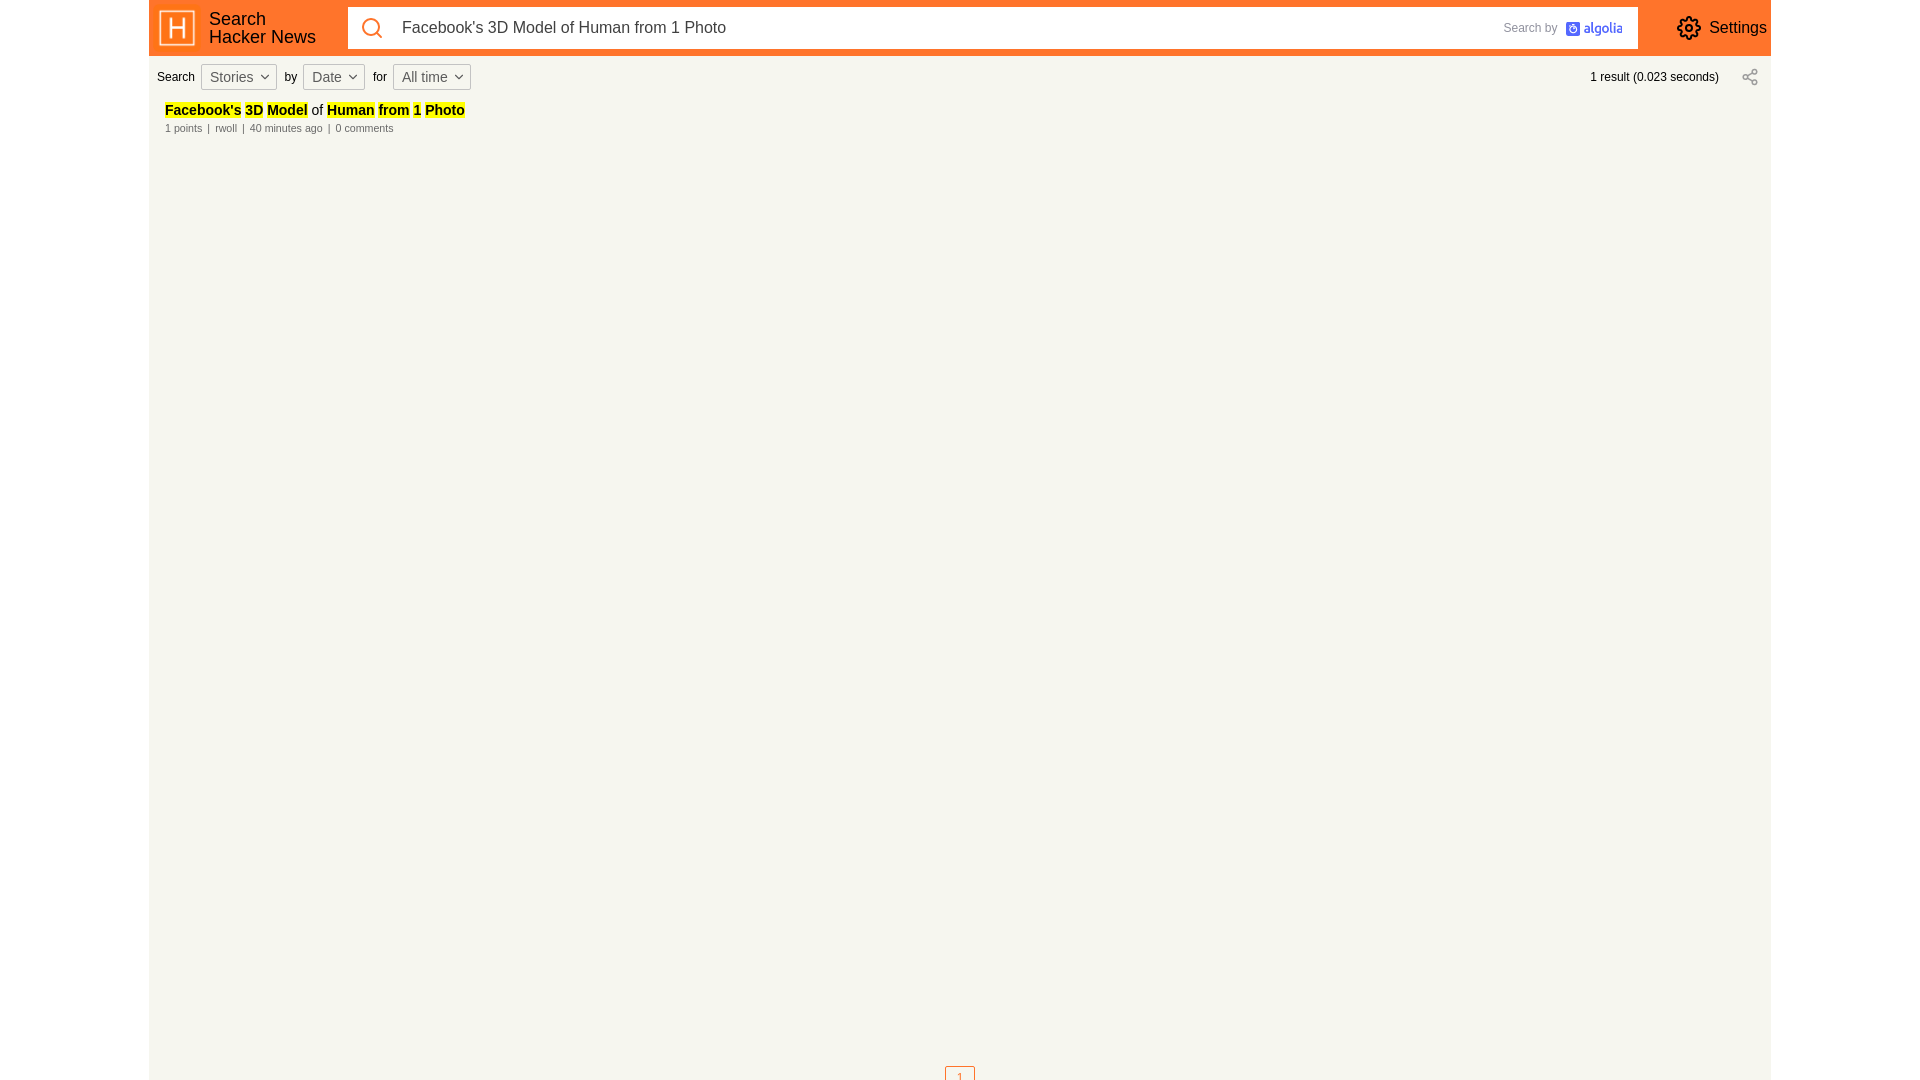 Search
Hacker News
Facebook's 3D Model of Human from 1 Photo
Search by algolia
Settings
Search Stories by Date for All time
1 result (0.023 seconds)
Facebook's 3D Model of Human from 1 Photo
1 points | rwoll | 40 minutes ago | 0 comments
1